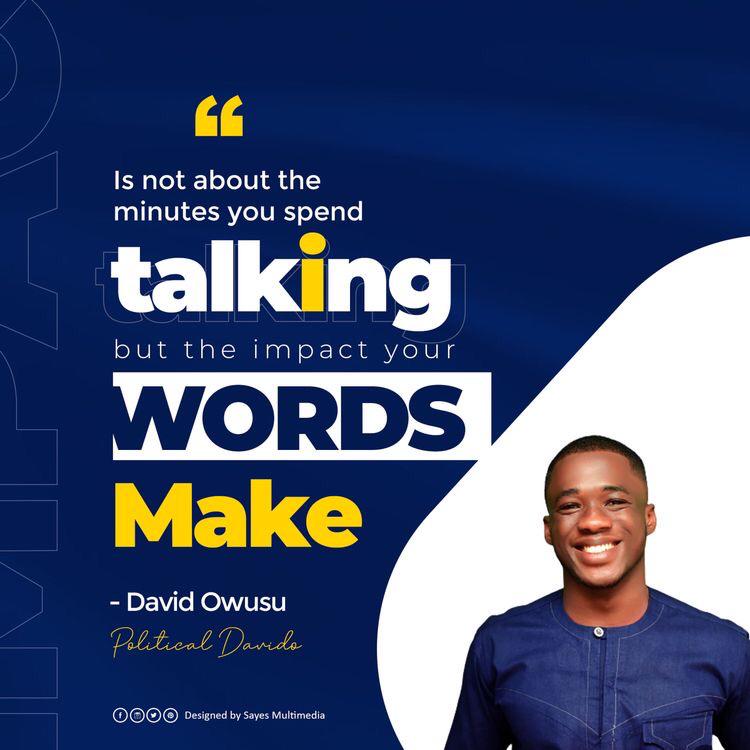 “
Is not about the
minutes you spend
talking
but the impact your
WORDS
Make
- David Owusu
Political Davido
Designed by Sayes Multimedia
IMPAC